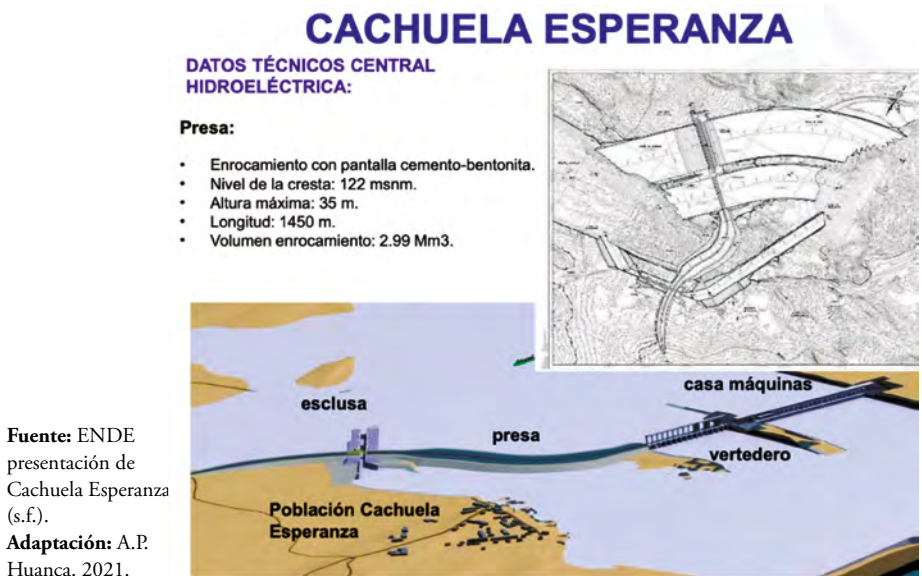 CACHUELA ESPERANZA
DATOS TÉCNICOS CENTRAL
HIDROELÉCTRICA:
Presa:
• Enrocamiento con pantalla cemento-bentonita.
• Nivel de la cresta: 122 msnm.
• Altura máxima: 35 m.
• Longitud: 1450 m.
• Volumen enrocamiento: 2.99 Mm3.
casa máquinas
esclusa
presa
vertedero
Población Cachuela
Esperanza
Fuente: ENDE
presentación de
Cachuela Esperanza
(s.f.).
Adaptación: A.P.
Huanca. 2021.